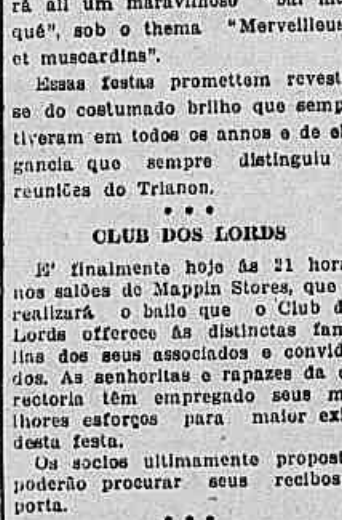 rá ali um maravilhoso
qué", sob o thema "Merveilleus
et muscardins".
Essas festas promettem revest
se do costumado brilho que semp
tiveram em todos os annos e de el
gancia que sempre distinguiu
reuniões do Trianon.
* * *
CLUB DOS LORDS
E' finalmente hoje ás 21 hora
nos salões do Mappin Stores, que
realizará o baile que o Club d
Lords offerece ás distinctas fam
lias dos seus associados e convid
dos. As senhoritas e rapazes da
rectoria têm empregado seus m
lhores esforços para maior ex
desta festa.
Os socios ultimamente propost
poderão procurar seus recibos
porta.
* * *